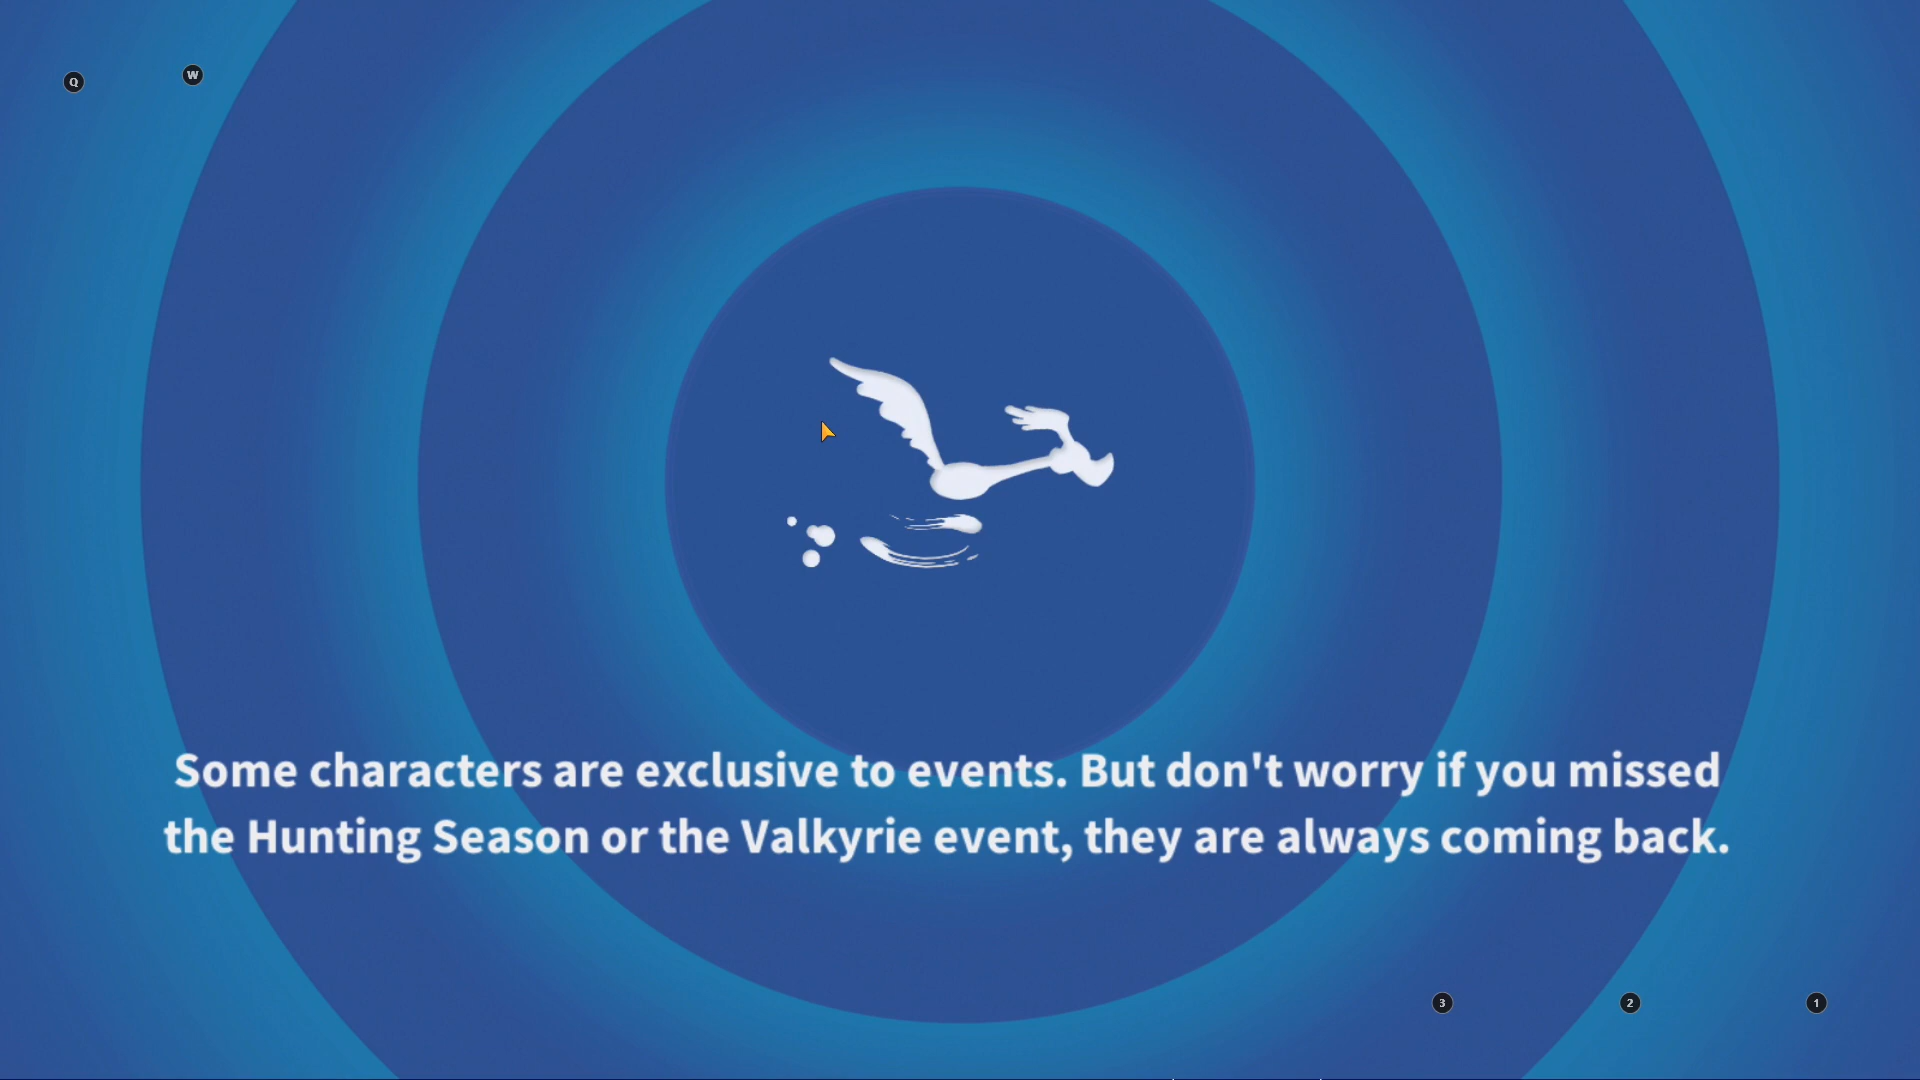 Q
W
Some characters are exclusive to events. But don't worry if you missed
the Hunting Season or the Valkyrie event, they are always coming back.
3
2
1